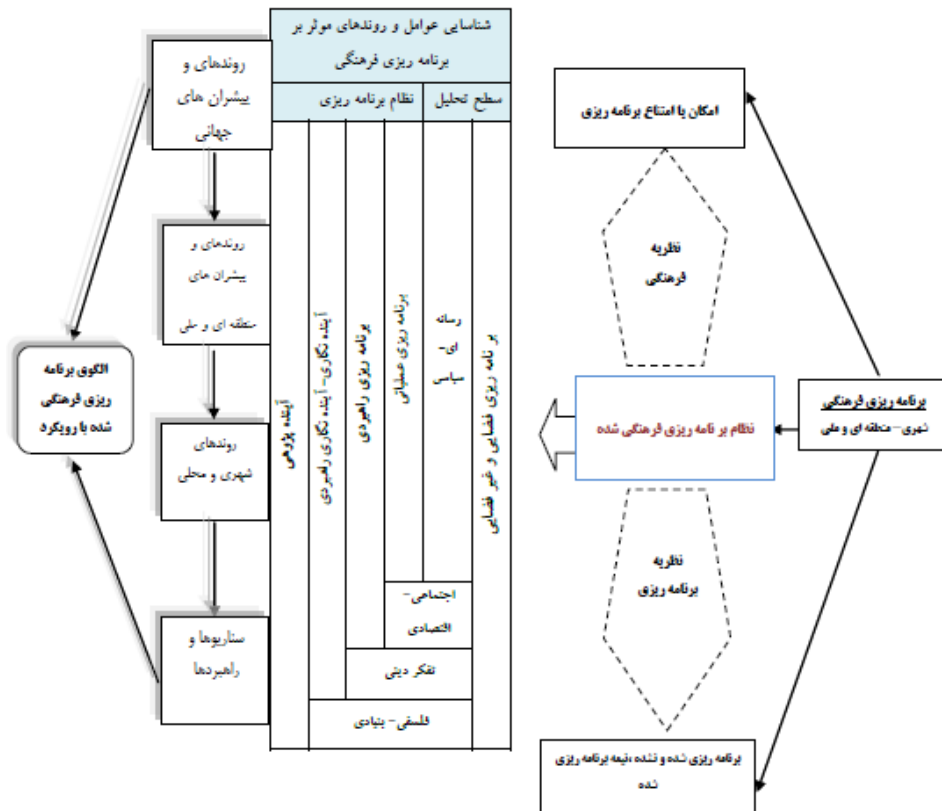 شناسایی عوامل و روندهای موثر بر
برنامه ریزی فرهنگی
سطح تحلیل
نظام برنامه ریزی
برنامه ریزی فرهنگی
شهری- منطقه ای و ملی
امکان یا امتناع برنامه ریزی
نظریه
فرهنگی
نظام بر نامه ریزی فرهنگی شده
نظریه
برنامه ریزی
برنامه ریزی شده و نشده ،نیمه برنامه ریزی
شده
بر نامه ریزی فضایی و غیر فضایی
رسانه
ای-
سیاسی
برنامه ریزی عملیاتی
برنامه ریزی راهبردی
آینده نگاری- آینده نگاری راهبردی
آینده پژوهی
اجتماعی-
اقتصادی
تفکر دینی
فلسفی- بنیادی
روندهای و
پیشران های
جهانی
روندهای و
پیشران های
منطقه ای و ملی
روندهای
شهری و محلی
سناریوها و
راهبردها
الگوی برنامه
ریزی فرهنگی
شده با رویکرد